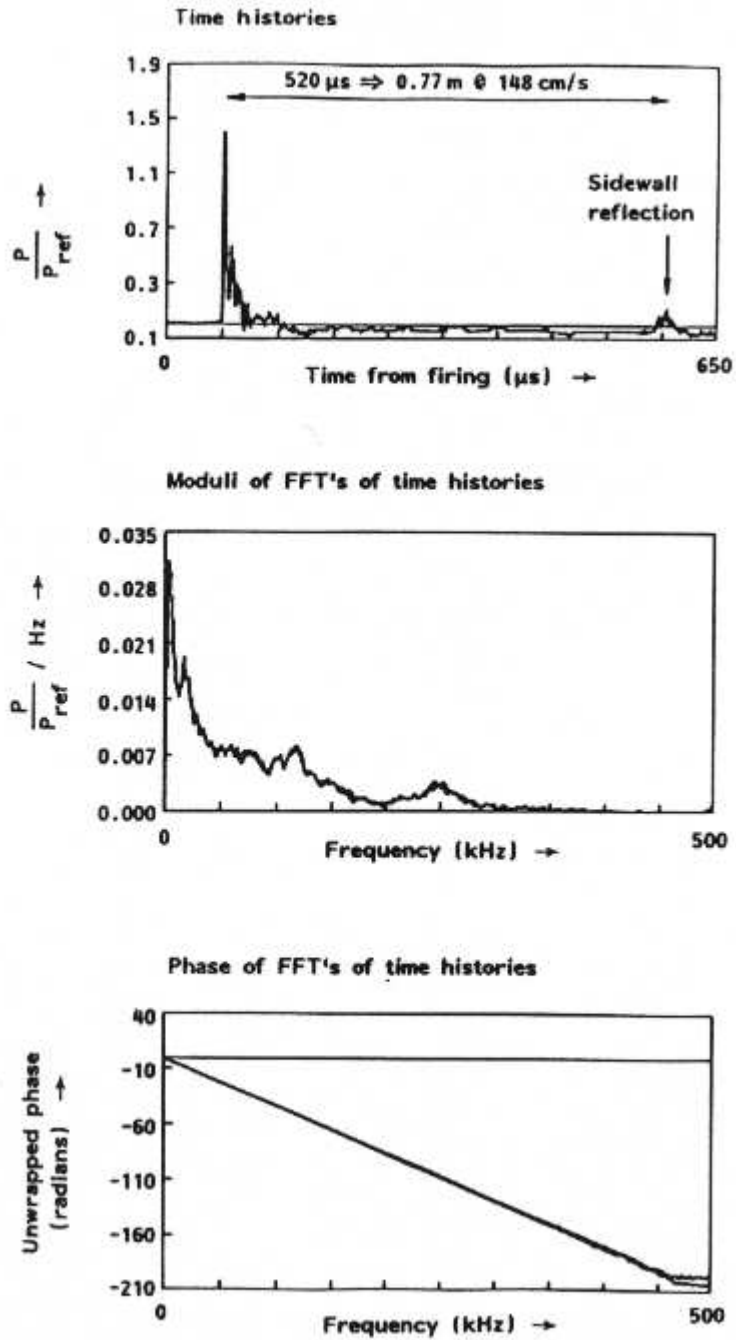 Time histories
1.9
520 μs ⇒ 0.77 m @ 148 cm/s
1.5
1.1
Sidewall
reflection
0.7
P
P ref
→
0.3
0.1
0
650
Time from firing (μs) →
Moduli of FFT's of time histories
0.035
0.028
0.021
0.014
0.007
0.000
P
P ref
/ Hz →
0
500
Frequency (kHz) →
Phase of FFT's of time histories
40
-10
-60
-110
-160
-210
Unwrapped phase →
(radians)
0
500
Frequency (kHz) →